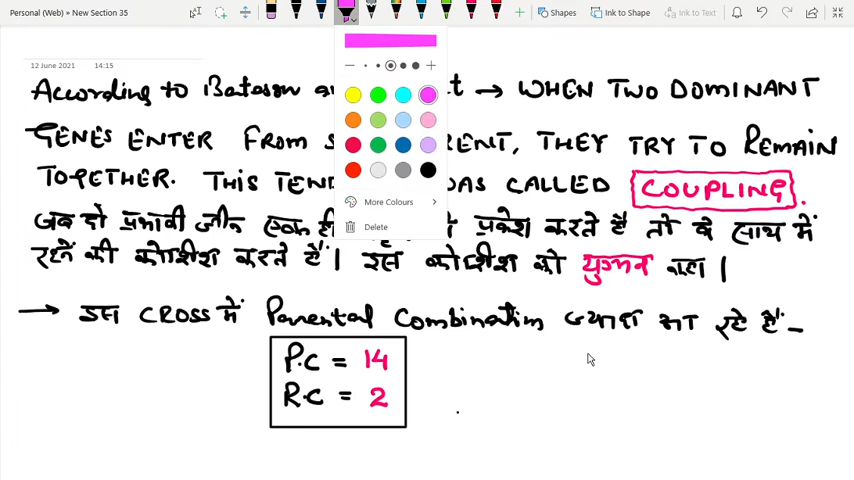 Personal (Web) » New Section 35
Shapes
Ink to Shape
Ink to Text
12 June 2021 14:15
According to Bateson → WHEN TWO DOMINANT
GENES ENTER FROM RENT, THEY TRY TO REMAIN
TOGETHER. THIS TEN WAS CALLED COUPLING.
जब दो प्रभावी जीन एक ही प्रवेश करते है तो वे साथ में
रहने की कोशीश करते हैं। इस कोशीश को युग्मन कहा।
More Colours
Delete
→ इस CROSS में Parental Combination ज्यादा आ रहे हैं -
P.C = 14
R.C = 2